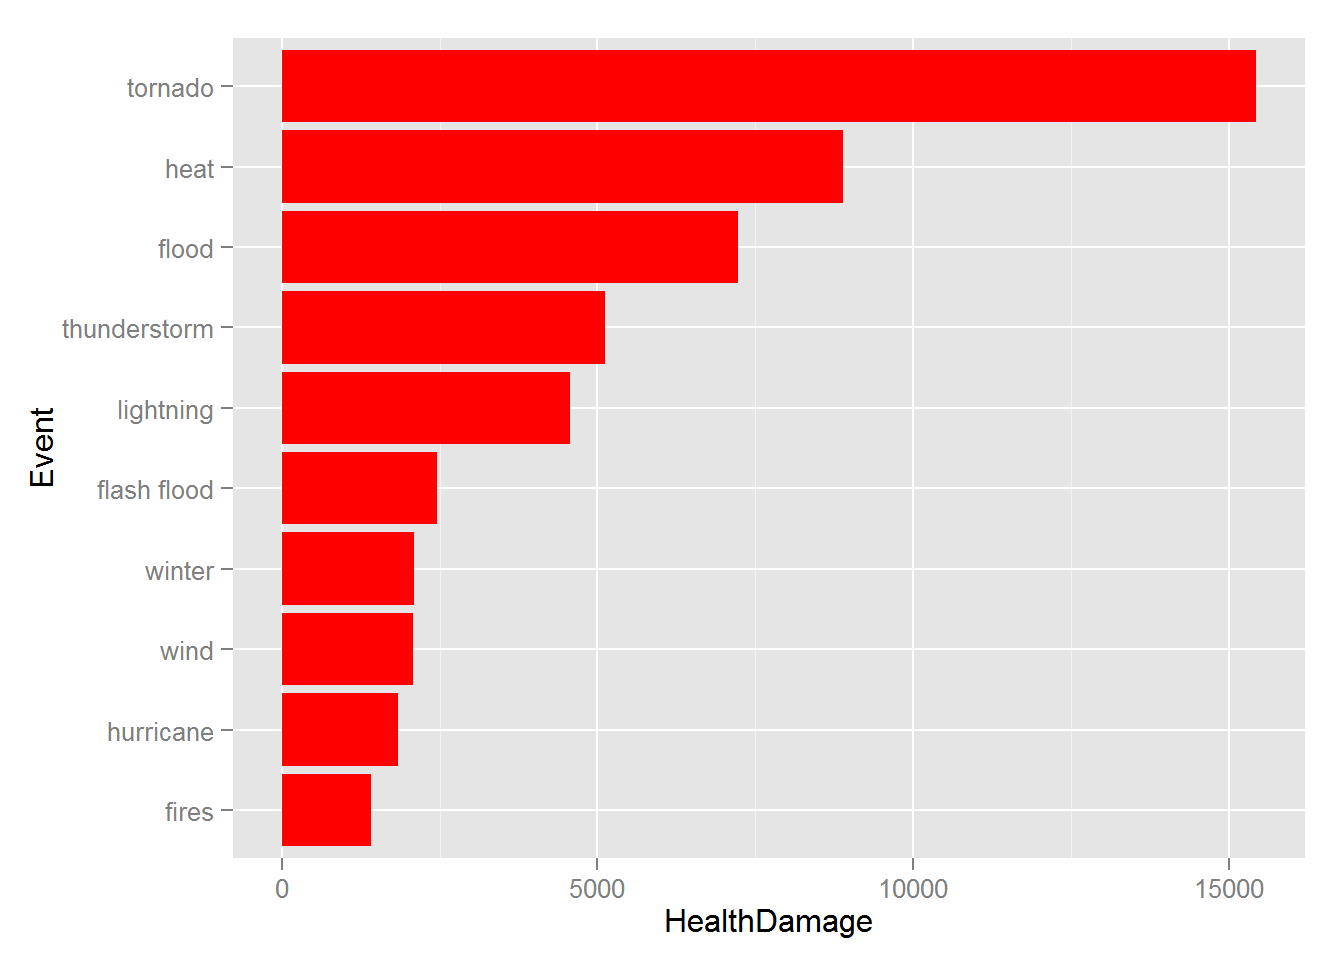 tornado
heat
flood
thunderstorm
lightning
flash flood
winter
wind
hurricane
fires
Event
0 5000 10000 15000
HealthDamage